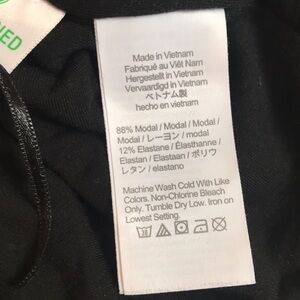 IED
Made in Vietnam
Fabriqué au Việt Nam
Hergestellt in Vietnam
Vervaardigd in Vietnam
ベトナム製
hecho en vietnam
88% Modal / Modal / Modal /
Modal / レーヨン / modal
12% Elastane / Élasthanne /
Elastan / Elastaan / ポリウ
レタン / elastano
Machine Wash Cold With Like
Colors. Non-Chlorine Bleach
Only. Tumble Dry Low. Iron on
Lowest Setting.
30